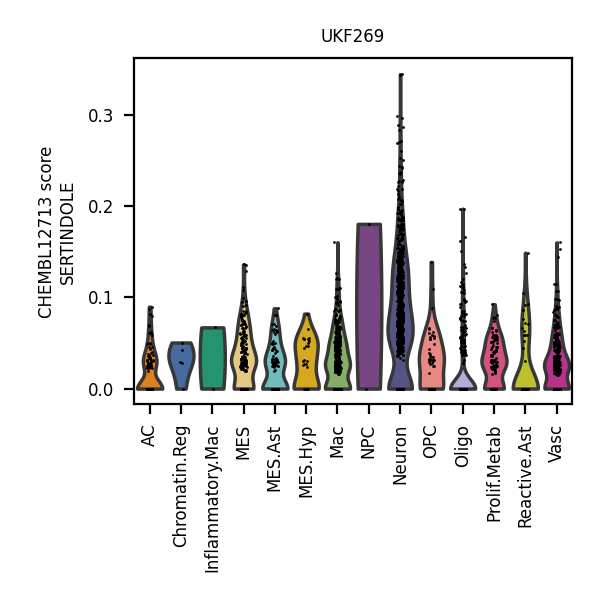 UKF269
CHEMBL12713 score
SERTINDOLE
0.3
0.2
0.1
0.0
AC
Chromatin.Reg
Inflammatory.Mac
MES
MES.Ast
MES.Hyp
Mac
NPC
Neuron
OPC
Oligo
Prolif.Metab
Reactive.Ast
Vasc